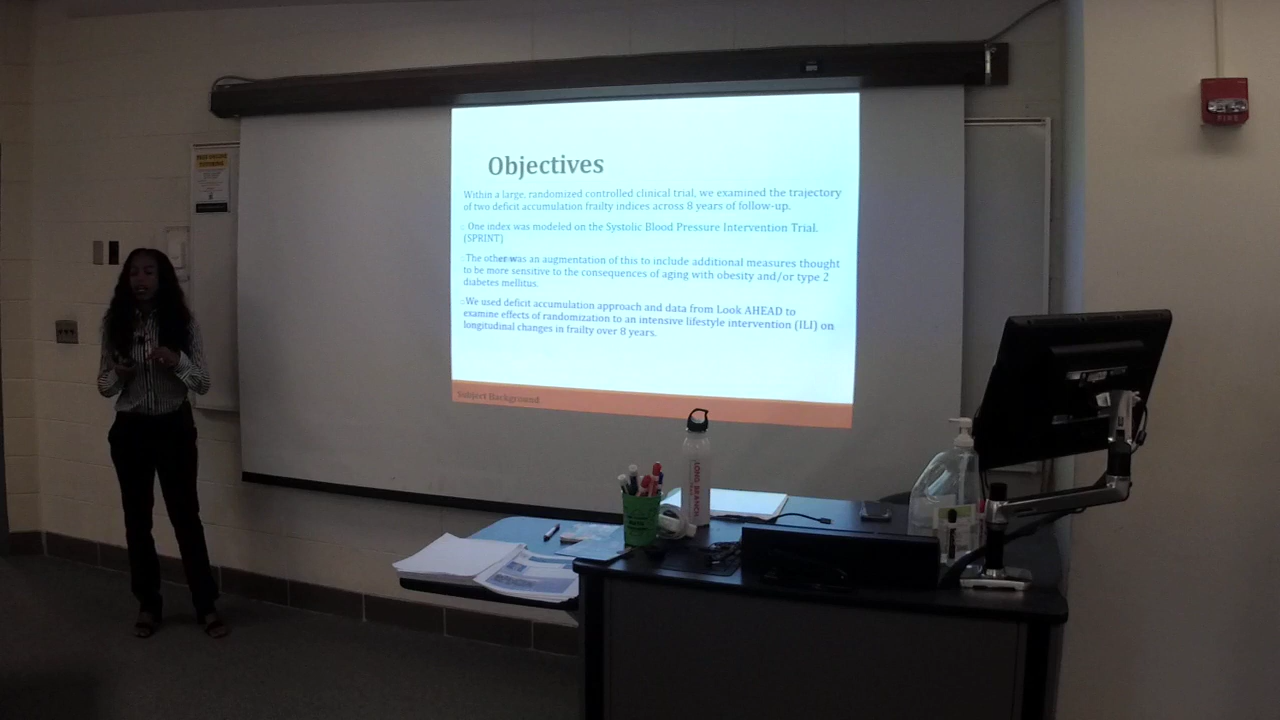 Objectives
Within a large, randomized controlled clinical trial, we examined the trajectory
of two deficit accumulation frailty indices across 8 years of follow-up.
: One index was modeled on the Systolic Blood Pressure Intervention Trial.
(SPRINT)
: The other was an augmentation of this to include additional measures thought
to be more sensitive to the consequences of aging with obesity and/or type 2
diabetes mellitus.
: We used deficit accumulation approach and data from Look AHEAD to
examine effects of randomization to an intensive lifestyle intervention (ILI) on
longitudinal changes in frailty over 8 years.
Subject Background
FIRE
LONG BRANCH